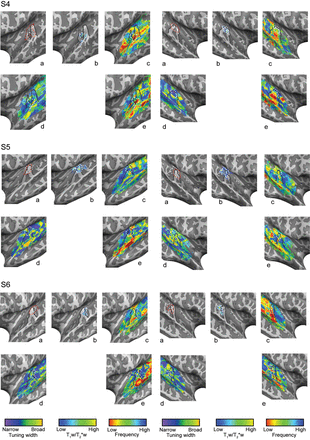 S4
a b c a b c
d e d e
S5
a b c a b c
d e d e
S6
a b c a b c
d e d e
Narrow Broad Low High Low High Narrow Broad Low High Low High
Tuning width T₁w/T₂*w Frequency Tuning width T₁w/T₂*w Frequency